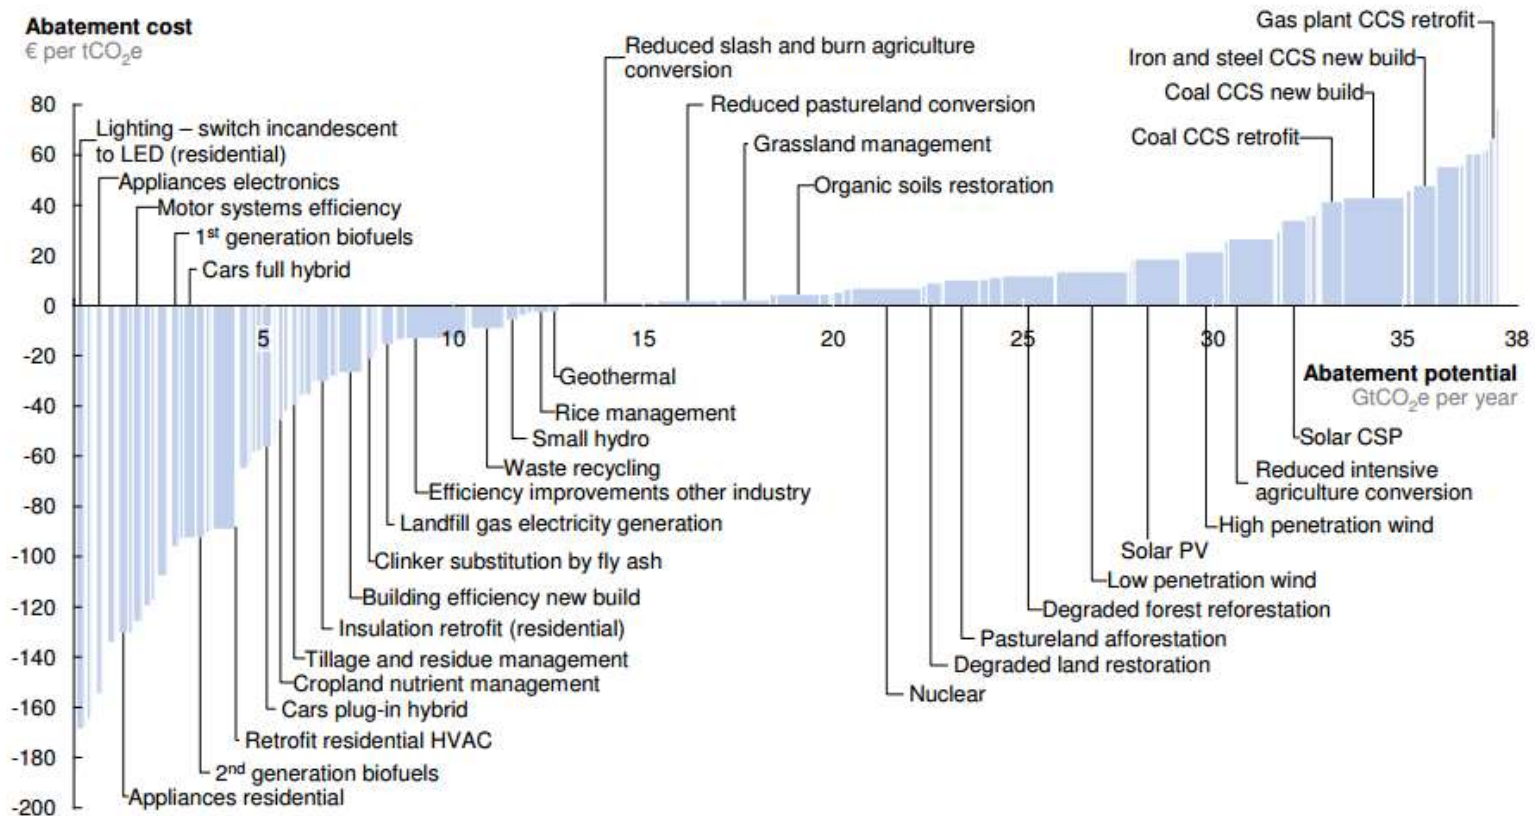 Abatement cost
€ per tCO2e
Gas plant CCS retrofit
Reduced slash and burn agriculture
conversion
Iron and steel CCS new build
Coal CCS new build
80
Reduced pastureland conversion
Lighting – switch incandescent
to LED (residential)
Coal CCS retrofit
Grassland management
60
Appliances electronics
Organic soils restoration
40
Motor systems efficiency
1st generation biofuels
20
Cars full hybrid
0
5
10
15
20
25
30
35
38
-20
Abatement potential
GtCO2e per year
Geothermal
-40
Rice management
Small hydro
Solar CSP
-60
Waste recycling
Reduced intensive
agriculture conversion
-80
Efficiency improvements other industry
Landfill gas electricity generation
High penetration wind
-100
Solar PV
Clinker substitution by fly ash
Low penetration wind
-120
Building efficiency new build
Degraded forest reforestation
Insulation retrofit (residential)
Pastureland afforestation
-140
Tillage and residue management
Degraded land restoration
Cropland nutrient management
Nuclear
-160
Cars plug-in hybrid
Retrofit residential HVAC
-180
2nd generation biofuels
Appliances residential
-200